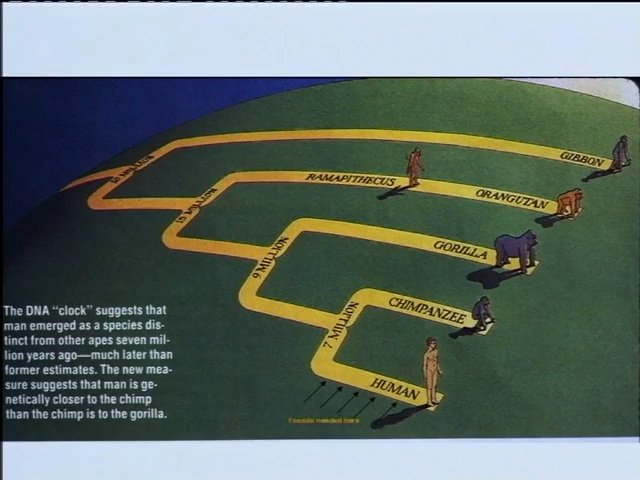 GIBBON
RAMAPITHECUS
ORANGUTAN
15 MILLION
GORILLA
9 MILLION
CHIMPANZEE
7 MILLION
HUMAN
Fossils needed here
The DNA “clock” suggests that
man emerged as a species dis-
tinct from other apes seven mil-
lion years ago—much later than
former estimates. The new mea-
sure suggests that man is ge-
netically closer to the chimp
than the chimp is to the gorilla.